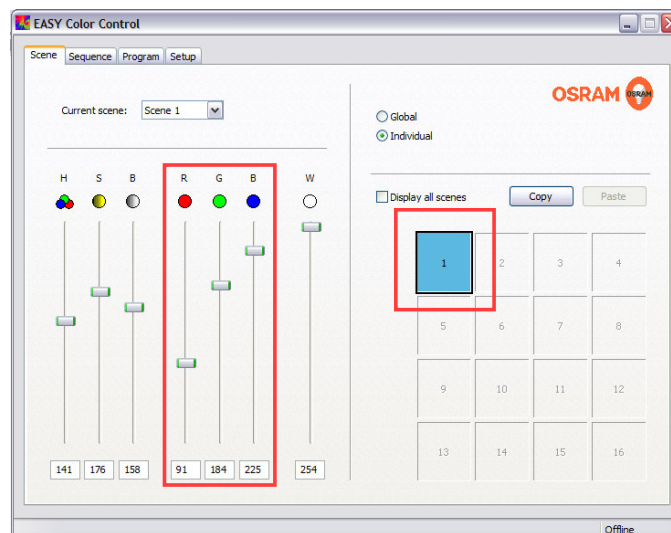 EASY Color Control
Scene Sequence Program Setup
OSRAM OSRAM
Current scene: Scene 1
Global
Individual
H S B R G B W
Display all scenes Copy Paste
1 2 3 4
5 6 7 8
9 10 11 12
13 14 15 16
141 176 158 91 184 225 254
Offline